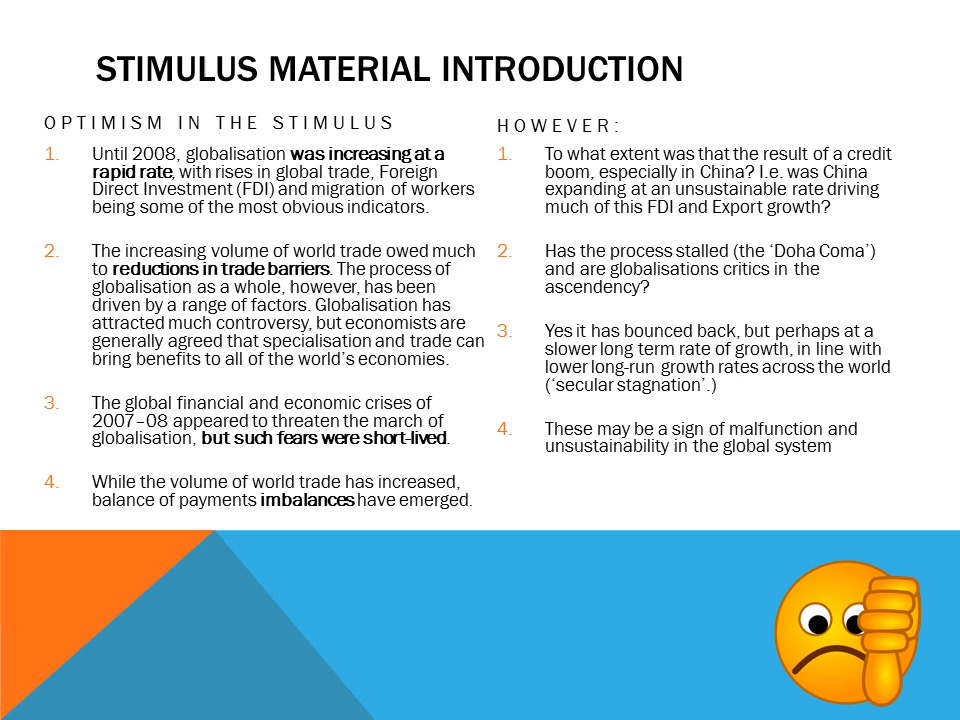 STIMULUS MATERIAL INTRODUCTION
OPTIMISM IN THE STIMULUS
1. Until 2008, globalisation was increasing at a
rapid rate, with rises in global trade, Foreign
Direct Investment (FDI) and migration of workers
being some of the most obvious indicators.
2. The increasing volume of world trade owed much
to reductions in trade barriers. The process of
globalisation as a whole, however, has been
driven by a range of factors. Globalisation has
attracted much controversy, but economists are
generally agreed that specialisation and trade can
bring benefits to all of the world's economies.
3. The global financial and economic crises of
2007–08 appeared to threaten the march of
globalisation, but such fears were short-lived.
4. While the volume of world trade has increased,
balance of payments imbalances have emerged.
HOWEVER:
1. To what extent was that the result of a credit
boom, especially in China? I.e. was China
expanding at an unsustainable rate driving
much of this FDI and Export growth?
2. Has the process stalled (the ‘Doha Coma’)
and are globalisations critics in the
ascendency?
3. Yes it has bounced back, but perhaps at a
slower long term rate of growth, in line with
lower long-run growth rates across the world
(‘secular stagnation’.)
4. These may be a sign of malfunction and
unsustainability in the global system